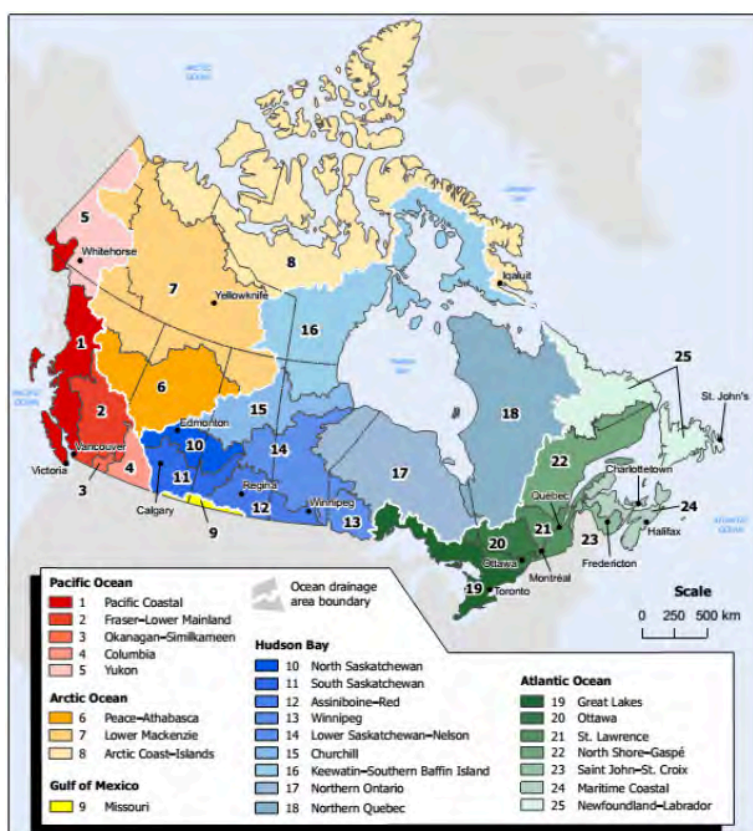 ARCTIC
OCEAN
5
Whitehorse
8
Iqaluit
7
Yellowknife
16
1
PACIFIC
OCEAN
6
25
2
15
18
St. John's
Edmonton
10
14
Vancouver
Victoria
4
11
17
22
Charlottetown
3
Regina
Québec
Calgary
12
Winnipeg
13
9
20
21
23
24
ATLANTIC
OCEAN
Halifax
Ottawa
Fredericton
Montréal
19
Toronto
Scale
0 250 500 km
Ocean drainage
area boundary
Pacific Ocean
1 Pacific Coastal
2 Fraser–Lower Mainland
3 Okanagan–Similkameen
4 Columbia
5 Yukon
Arctic Ocean
6 Peace–Athabasca
7 Lower Mackenzie
8 Arctic Coast–Islands
Gulf of Mexico
9 Missouri
Hudson Bay
10 North Saskatchewan
11 South Saskatchewan
12 Assiniboine–Red
13 Winnipeg
14 Lower Saskatchewan–Nelson
15 Churchill
16 Keewatin–Southern Baffin Island
17 Northern Ontario
18 Northern Quebec
Atlantic Ocean
19 Great Lakes
20 Ottawa
21 St. Lawrence
22 North Shore–Gaspé
23 Saint John–St. Croix
24 Maritime Coastal
25 Newfoundland–Labrador